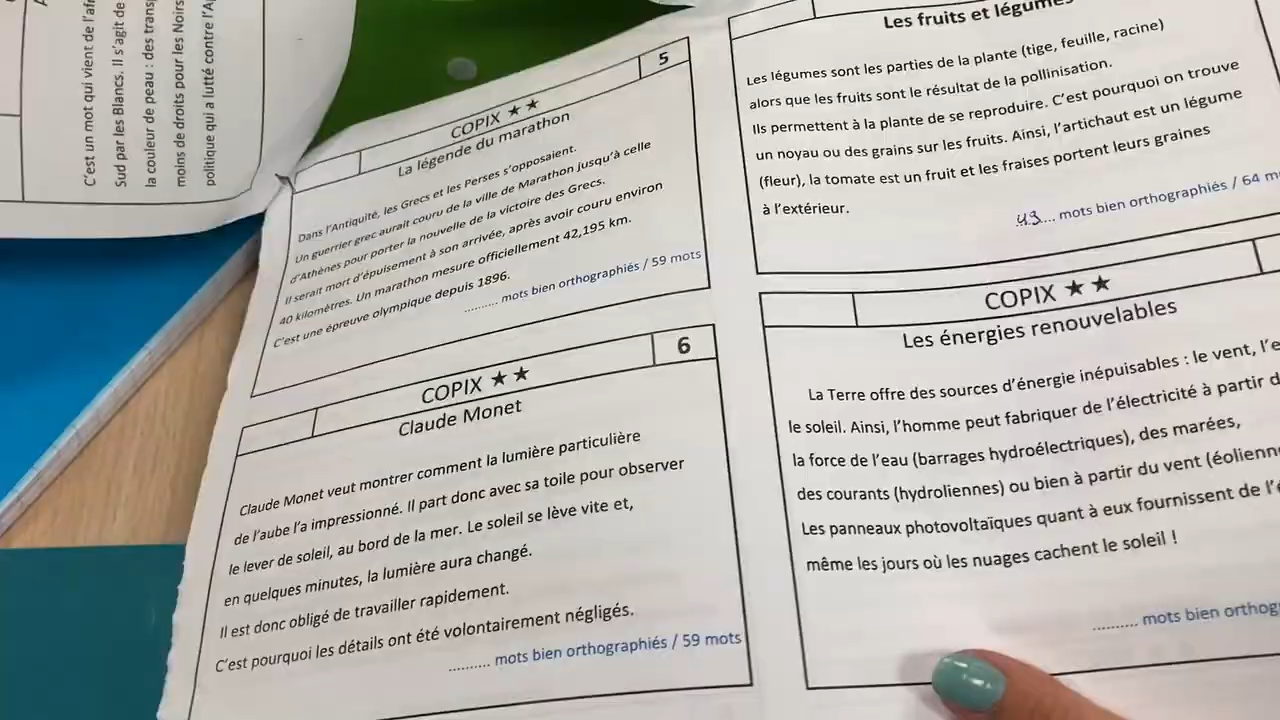 C'est un mot qui vient de l'afr
Sud par les Blancs. Il s'agit de
la couleur de peau : des trans
moins de droits pour les Noirs
politique qui a lutté contre l'A
5
COPIX ★★
La légende du marathon
Dans l'Antiquité, les Grecs et les Perses s'opposaient.
Un guerrier grec aurait couru de la ville de Marathon jusqu'à celle
d'Athènes pour porter la nouvelle de la victoire des Grecs.
Il serait mort d'épuisement à son arrivée, après avoir couru environ
40 kilomètres. Un marathon mesure officiellement 42,195 km.
C'est une épreuve olympique depuis 1896.
.......... mots bien orthographiés / 59 mots
6
COPIX ★★
Claude Monet
Claude Monet veut montrer comment la lumière particulière
de l'aube l'a impressionné. Il part donc avec sa toile pour observer
le lever de soleil, au bord de la mer. Le soleil se lève vite et,
en quelques minutes, la lumière aura changé.
Il est donc obligé de travailler rapidement.
C'est pourquoi les détails ont été volontairement négligés.
.......... mots bien orthographiés / 59 mots
Les fruits et légumes
Les légumes sont les parties de la plante (tige, feuille, racine)
alors que les fruits sont le résultat de la pollinisation.
Ils permettent à la plante de se reproduire. C'est pourquoi on trouve
un noyau ou des grains sur les fruits. Ainsi, l'artichaut est un légume
(fleur), la tomate est un fruit et les fraises portent leurs graines
à l'extérieur.
43... mots bien orthographiés / 64 m
COPIX ★★
Les énergies renouvelables
La Terre offre des sources d'énergie inépuisables : le vent, l'e
le soleil. Ainsi, l'homme peut fabriquer de l'électricité à partir d
la force de l'eau (barrages hydroélectriques), des marées,
des courants (hydroliennes) ou bien à partir du vent (éolienn
Les panneaux photovoltaïques quant à eux fournissent de l'é
même les jours où les nuages cachent le soleil !
.......... mots bien orthog